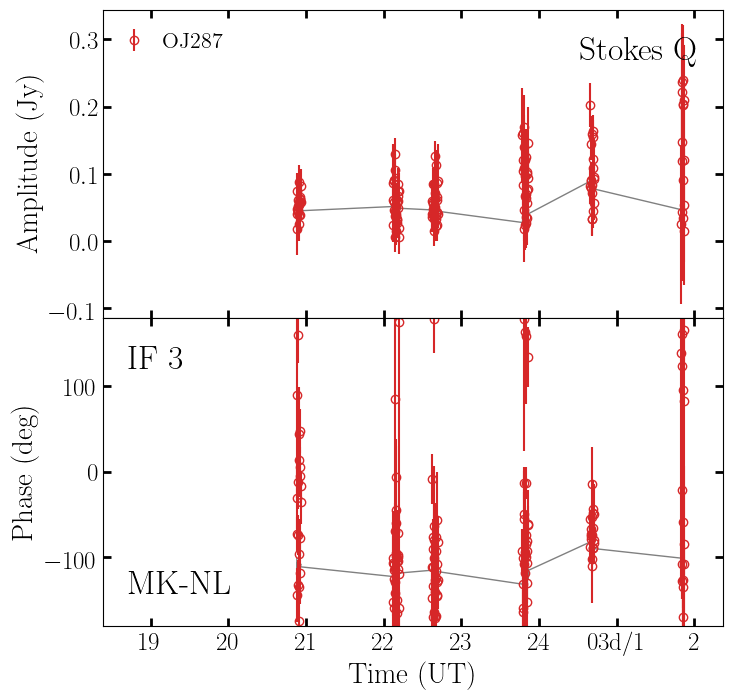 OJ287
Stokes Q
Amplitude (Jy)
0.3
0.2
0.1
0.0
−0.1
IF 3
MK-NL
Phase (deg)
100
0
−100
19 20 21 22 23 24 03d/1 2
Time (UT)